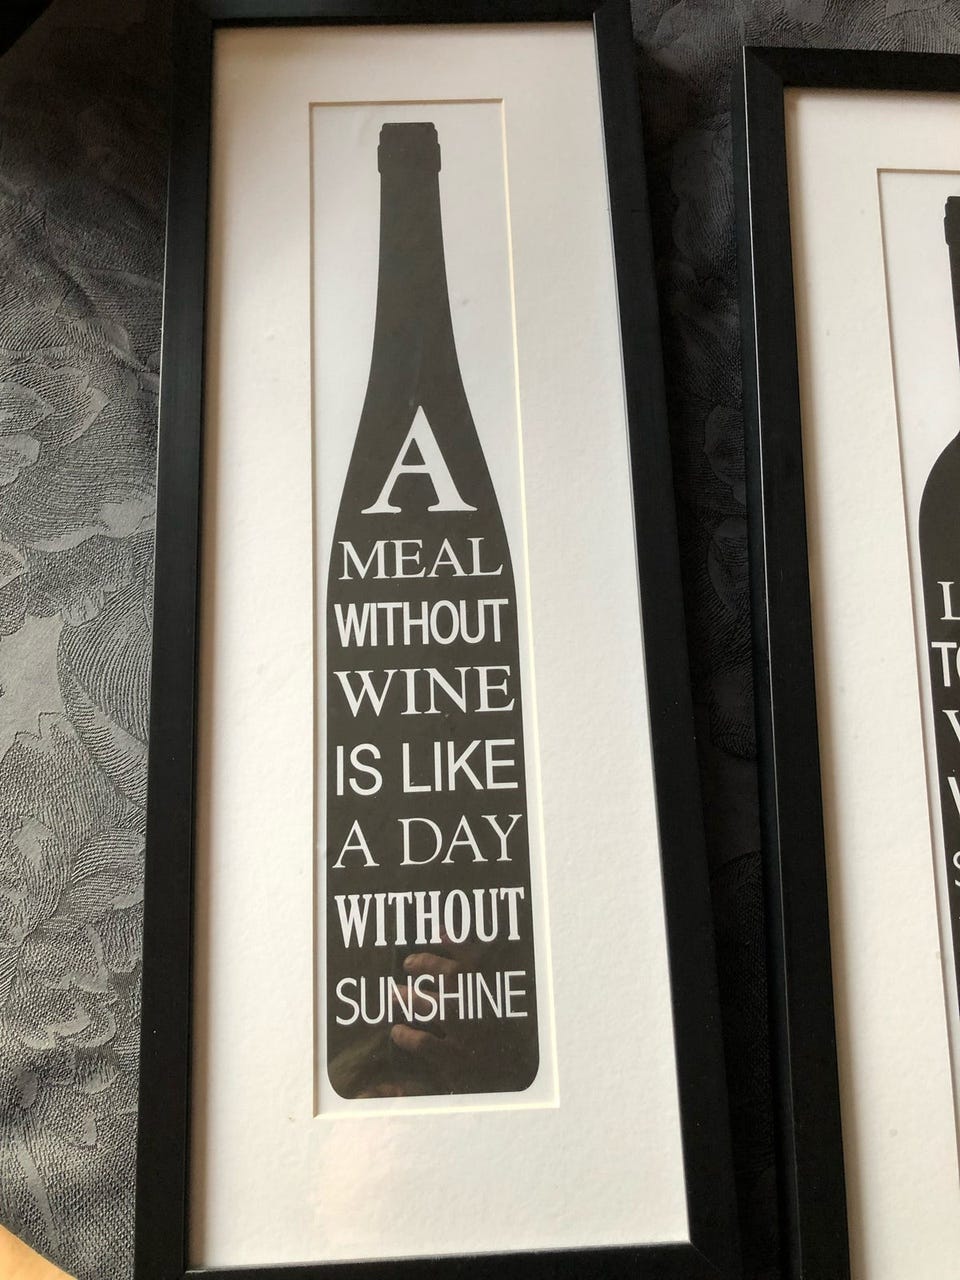 A
MEAL
WITHOUT
WINE
IS LIKE
A DAY
WITHOUT
SUNSHINE